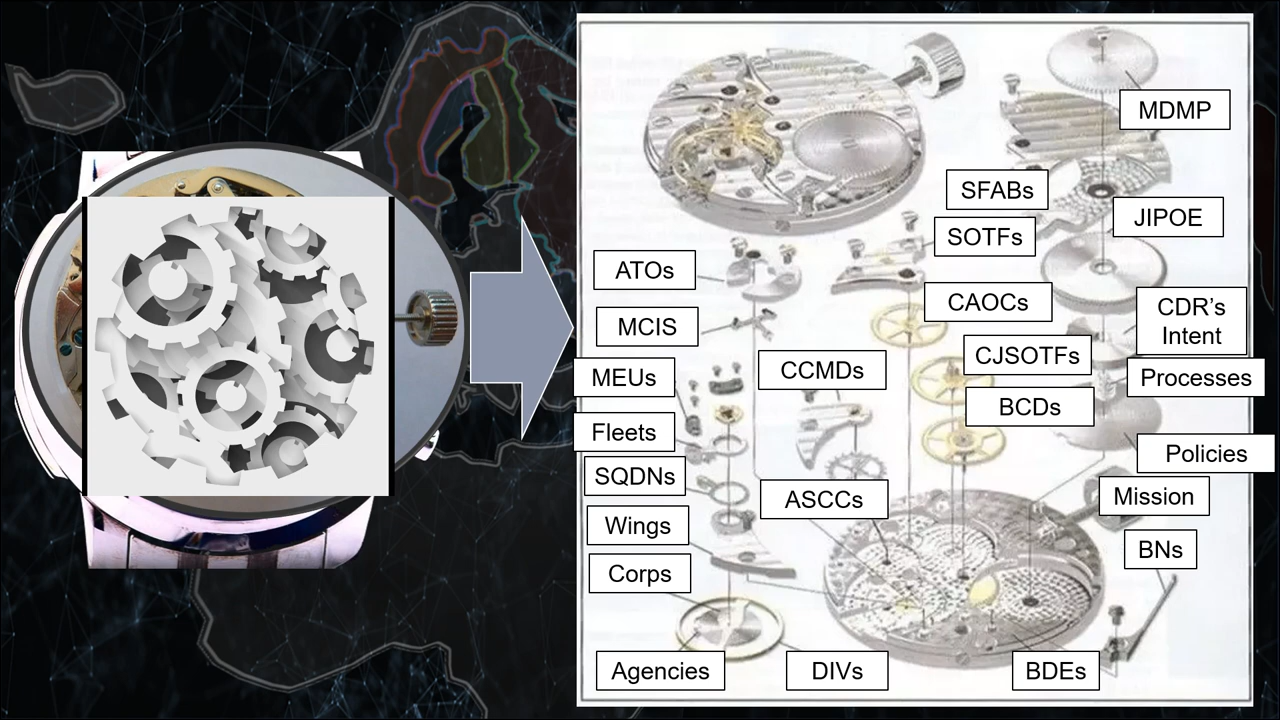 MDMP
SFABs
JIPOE
SOTFs
ATOs
CAOCs
CDR’s
Intent
MCIS
CJSOTFs
CCMDs
MEUs
Processes
BCDs
Fleets
Policies
SQDNs
ASCCs
Mission
Wings
BNs
Corps
Agencies
DIVs
BDEs